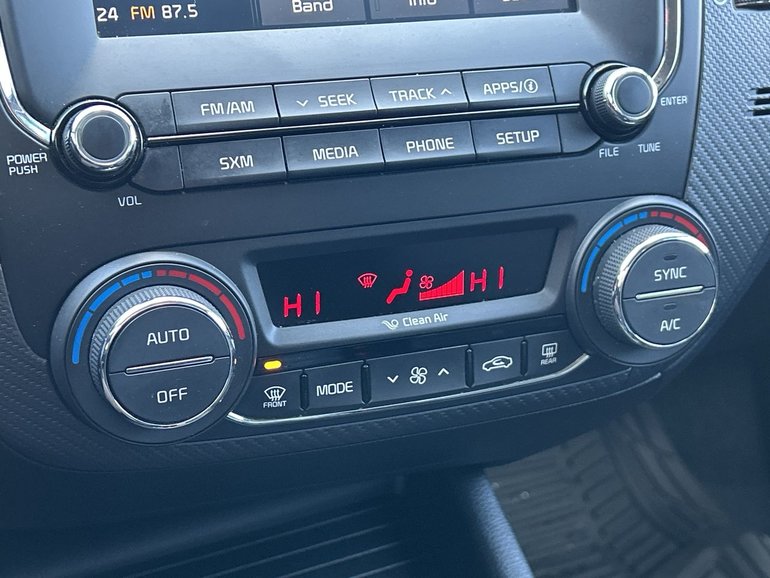 24 FM 87.5
Band
Info
FM/AM
SEEK
TRACK
APPS/i
ENTER
POWER
PUSH
VOL
SXM
MEDIA
PHONE
SETUP
FILE
TUNE
HI
HI
Clean Air
AUTO
OFF
SYNC
A/C
FRONT
MODE
REAR